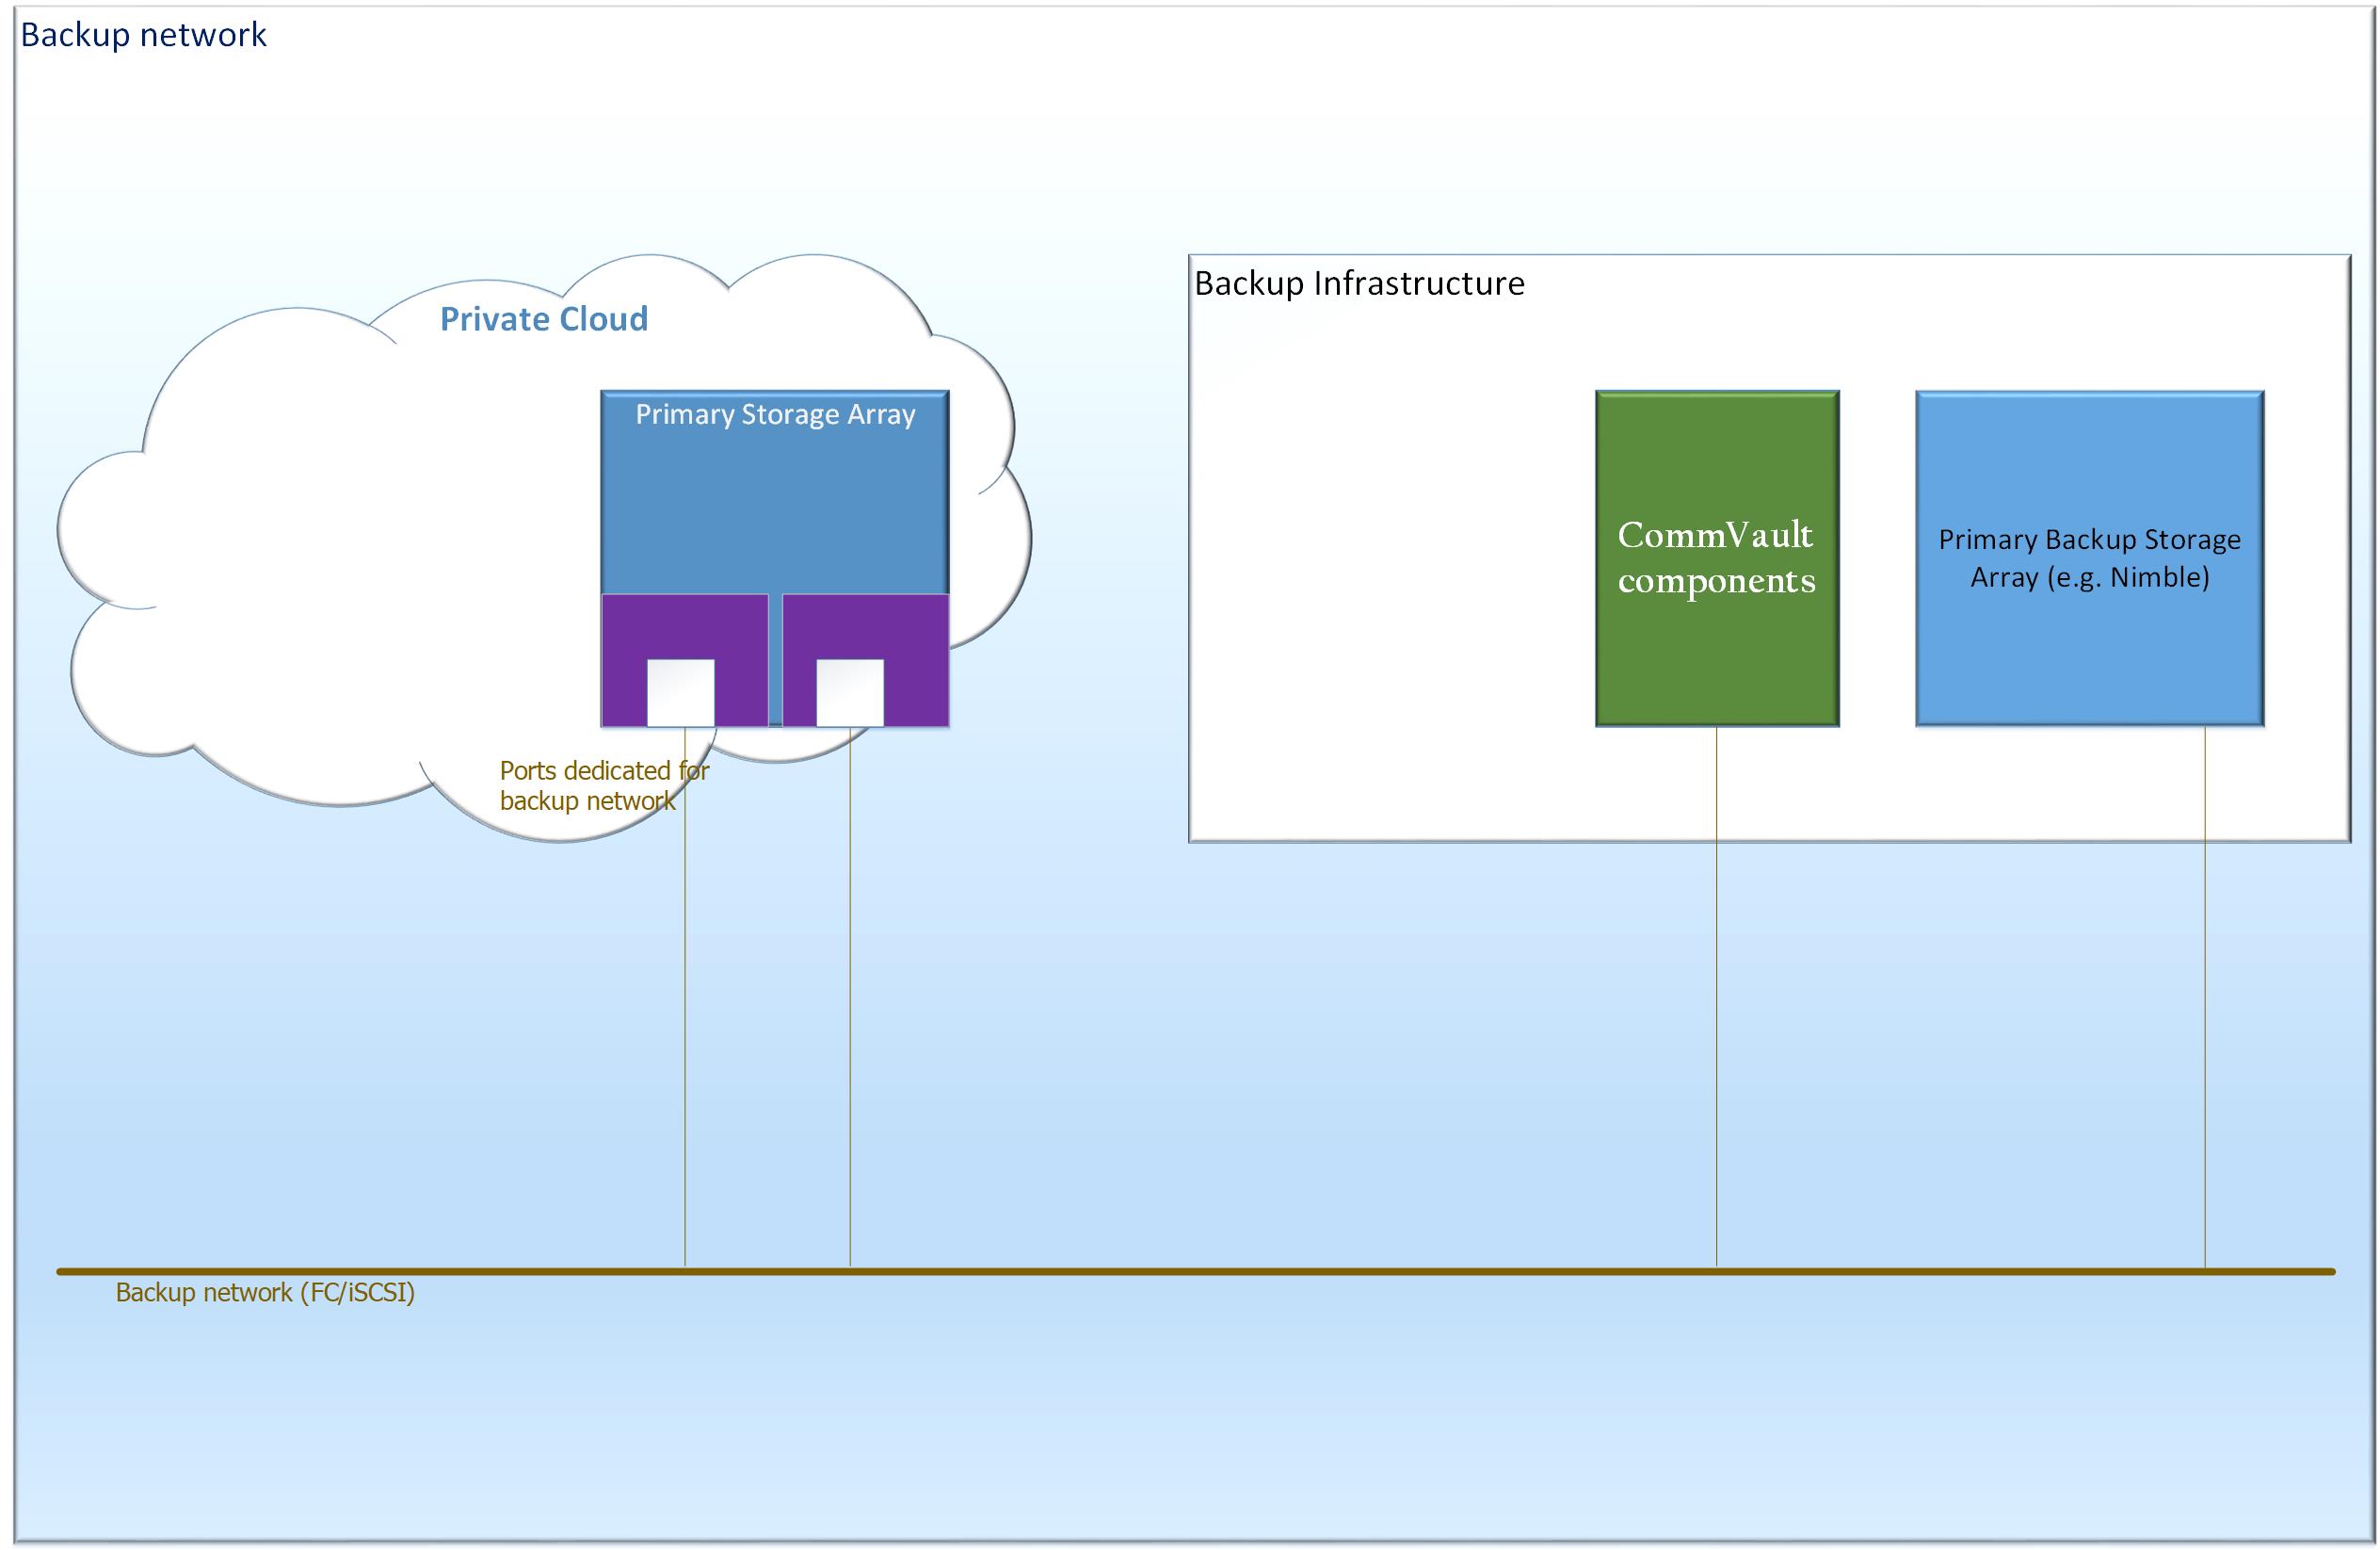 Backup network
Backup Infrastructure
Private Cloud
Primary Storage Array
CommVault
components
Primary Backup Storage
Array (e.g. Nimble)
Ports dedicated for
backup network
Backup network (FC/iSCSI)